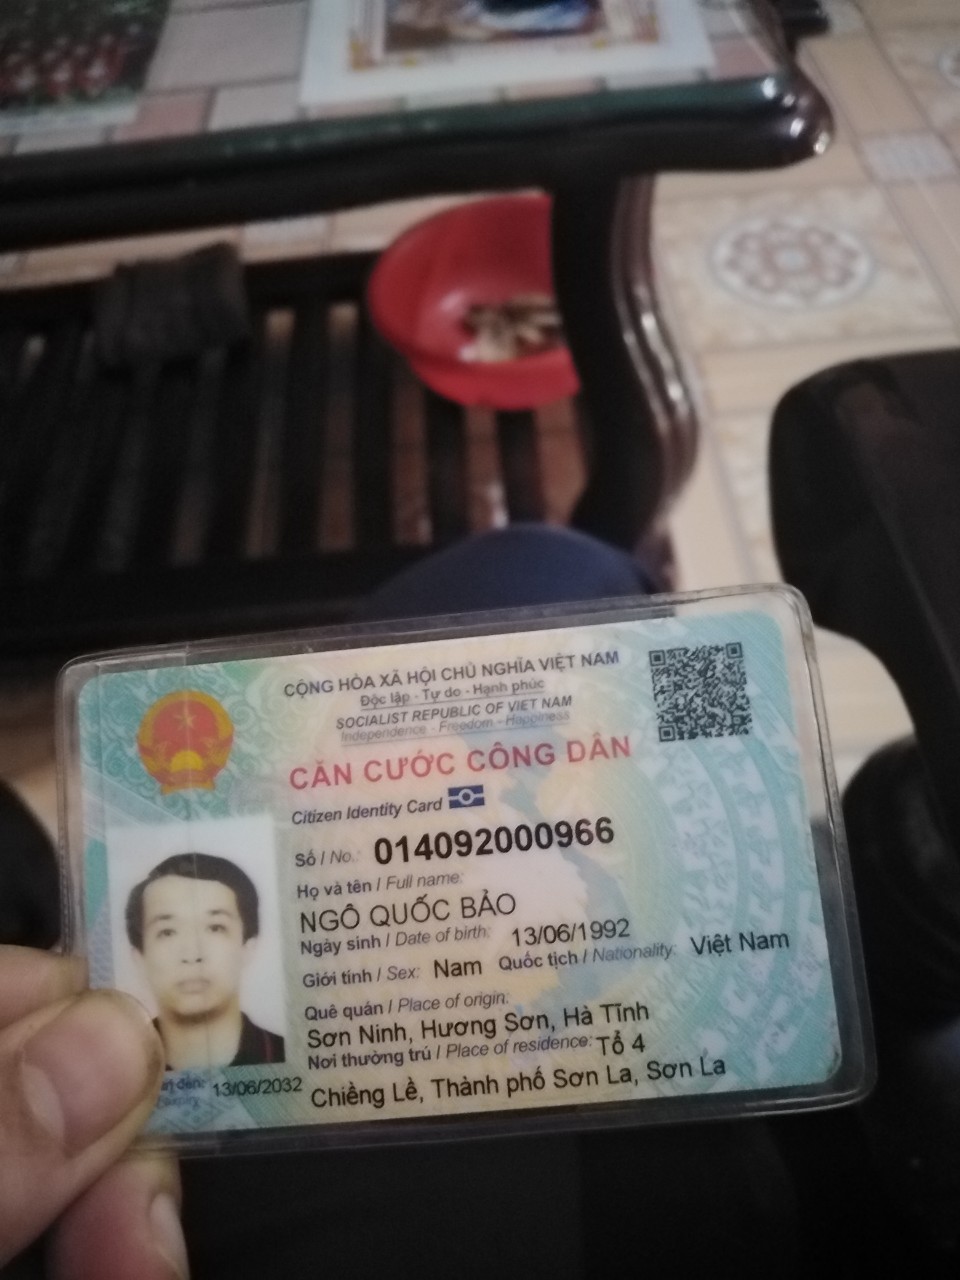 CỘNG HÒA XÃ HỘI CHỦ NGHĨA VIỆT NAM
Độc lập - Tự do - Hạnh phúc
SOCIALIST REPUBLIC OF VIET NAM
Independence - Freedom - Happiness
CĂN CƯỚC CÔNG DÂN
Citizen Identity Card
Số / No.: 014092000966
Họ và tên / Full name:
NGÔ QUỐC BẢO
Ngày sinh / Date of birth: 13/06/1992
Giới tính / Sex: Nam Quốc tịch / Nationality: Việt Nam
Quê quán / Place of origin:
Sơn Ninh, Hương Sơn, Hà Tĩnh
Nơi thường trú / Place of residence: Tổ 4
Chiềng Lề, Thành phố Sơn La, Sơn La
đến: 13/06/2032